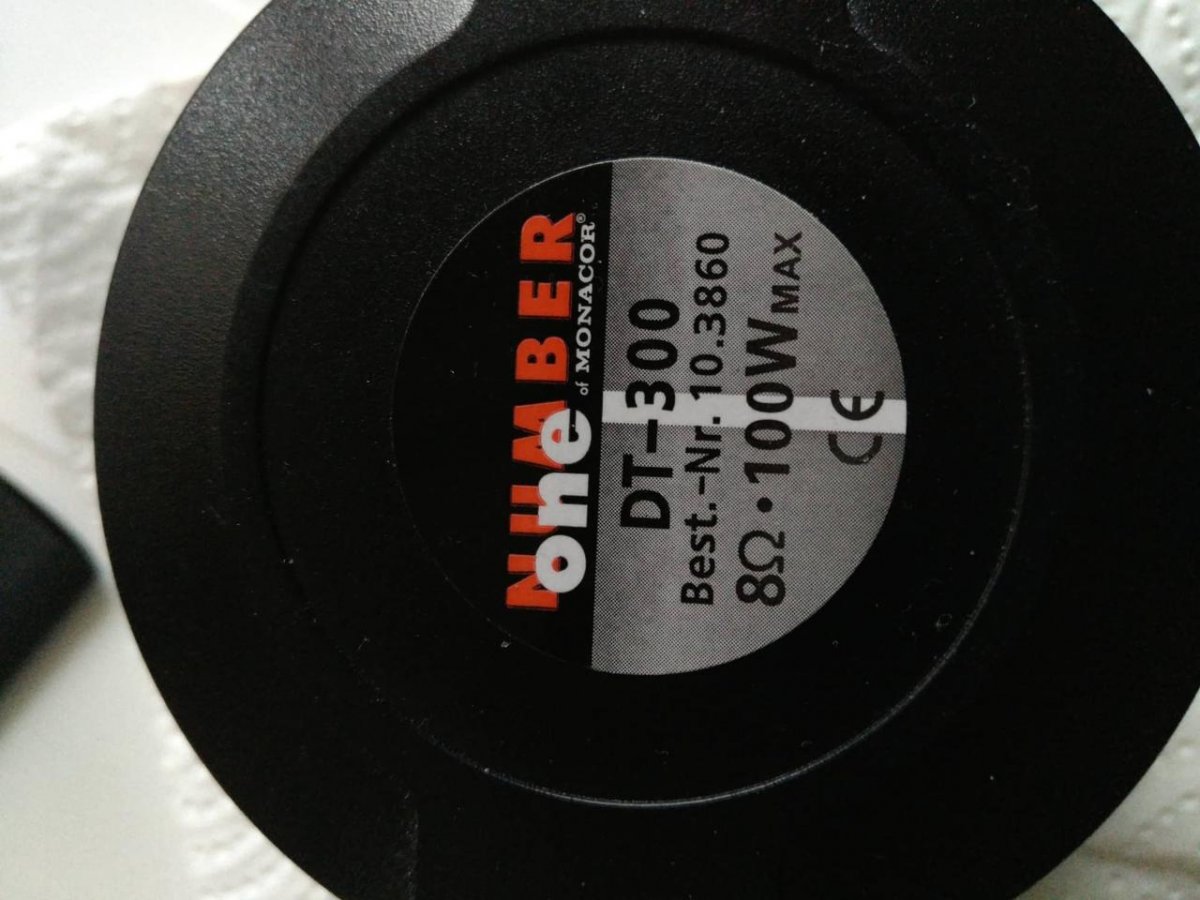 NUMBER
one of MONACOR®
DT-300
Best.-Nr. 10.3860
8Ω•100W MAX
CE